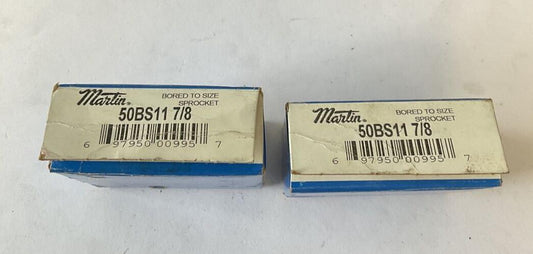 Martin® BORED TO SIZE
SPROCKET
50BS11 7/8
6 97950 00995 7
Martin® BORED TO SIZE
SPROCKET
50BS11 7/8
6 97950 00995 7